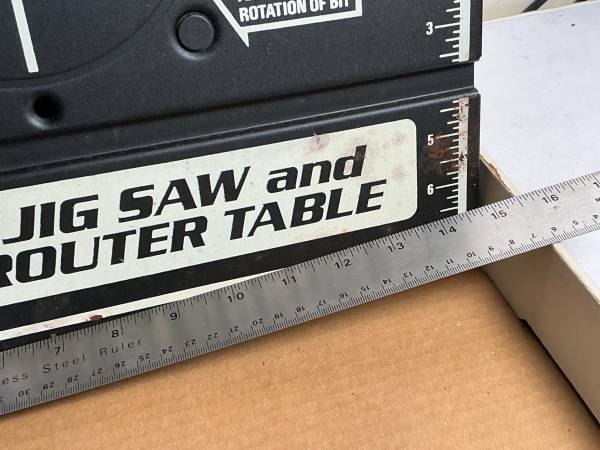 ROTATION OF BIT
3
5
6
JIG SAW and
ROUTER TABLE
7 8 9 10 11 12 13 14 15 16
Steel Ruler